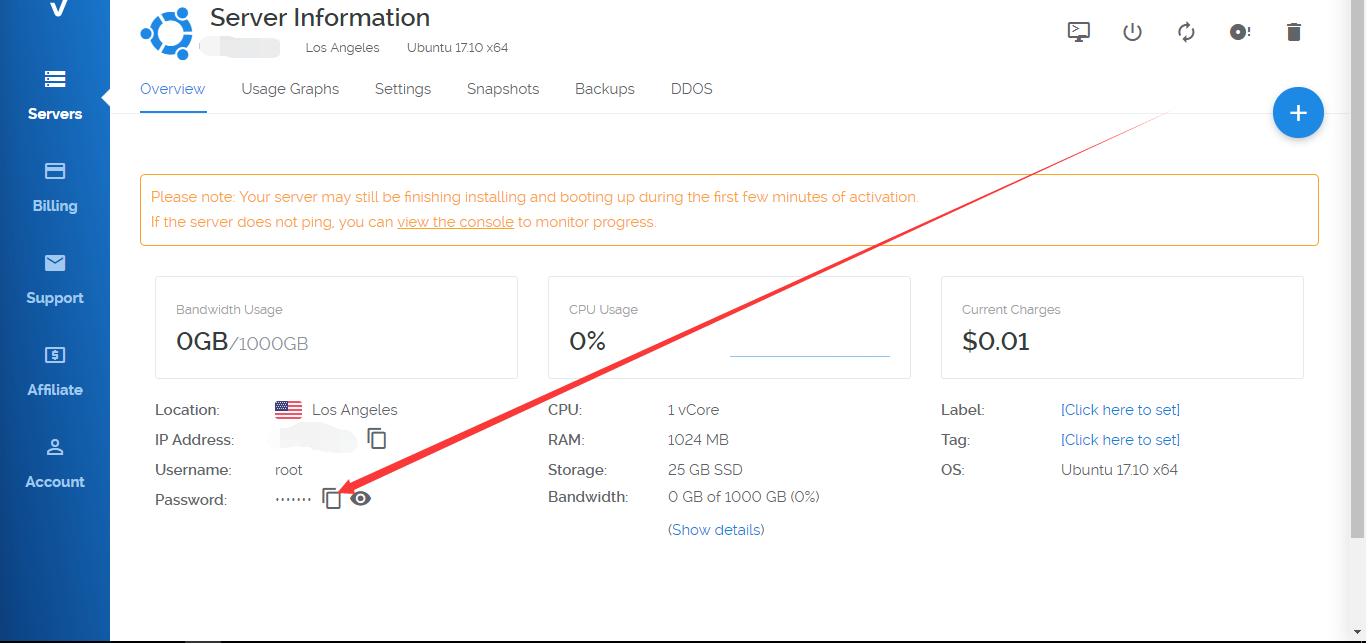 Server Information
Los Angeles Ubuntu 17.10 x64
Overview Usage Graphs Settings Snapshots Backups DDOS
Servers
Billing
Support
Affiliate
Account
Please note: Your server may still be finishing installing and booting up during the first few minutes of activation.
If the server does not ping, you can view the console to monitor progress.
Bandwidth Usage
0GB/1000GB
CPU Usage
0%
Current Charges
$0.01
Location: Los Angeles
IP Address:
Username: root
Password: ·······
CPU: 1 vCore
RAM: 1024 MB
Storage: 25 GB SSD
Bandwidth: 0 GB of 1000 GB (0%)
(Show details)
Label: [Click here to set]
Tag: [Click here to set]
OS: Ubuntu 17.10 x64